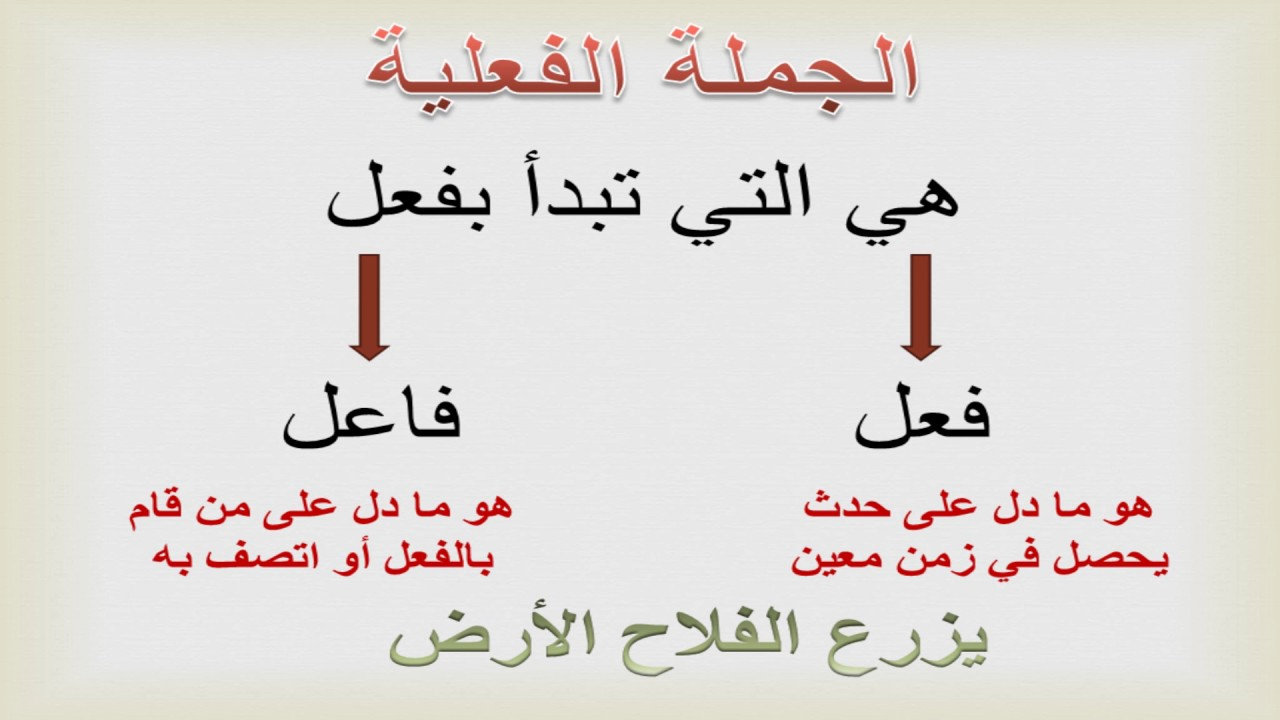 الجملة الفعلية
هي التي تبدأ بفعل
فعل
هو ما دل على حدث
يحصل في زمن معين
فاعل
هو ما دل على من قام
بالفعل أو اتصف به
يزرع الفلاح الأرض